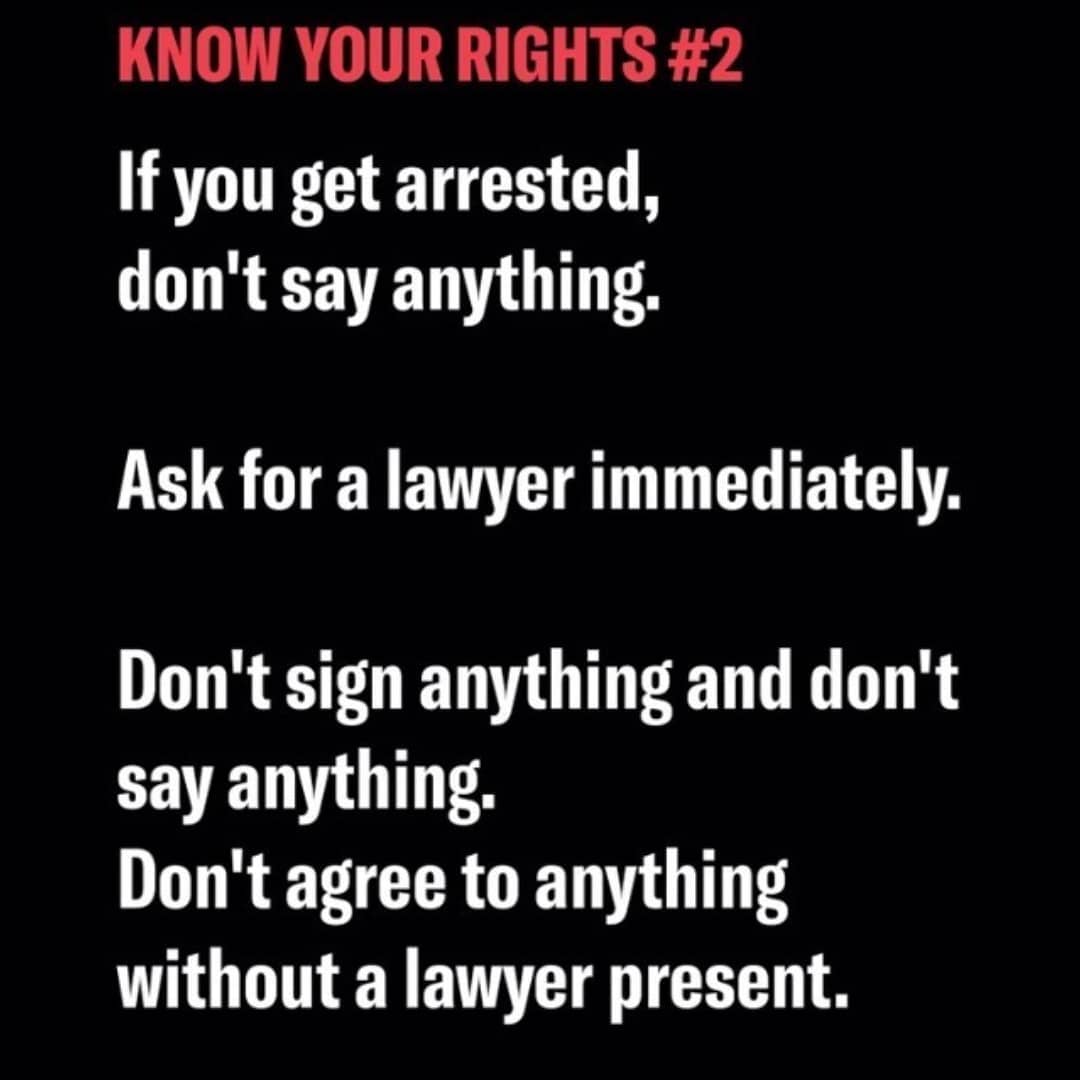 KNOW YOUR RIGHTS #2
If you get arrested,
don't say anything.
Ask for a lawyer immediately.
Don't sign anything and don't
say anything.
Don't agree to anything
without a lawyer present.